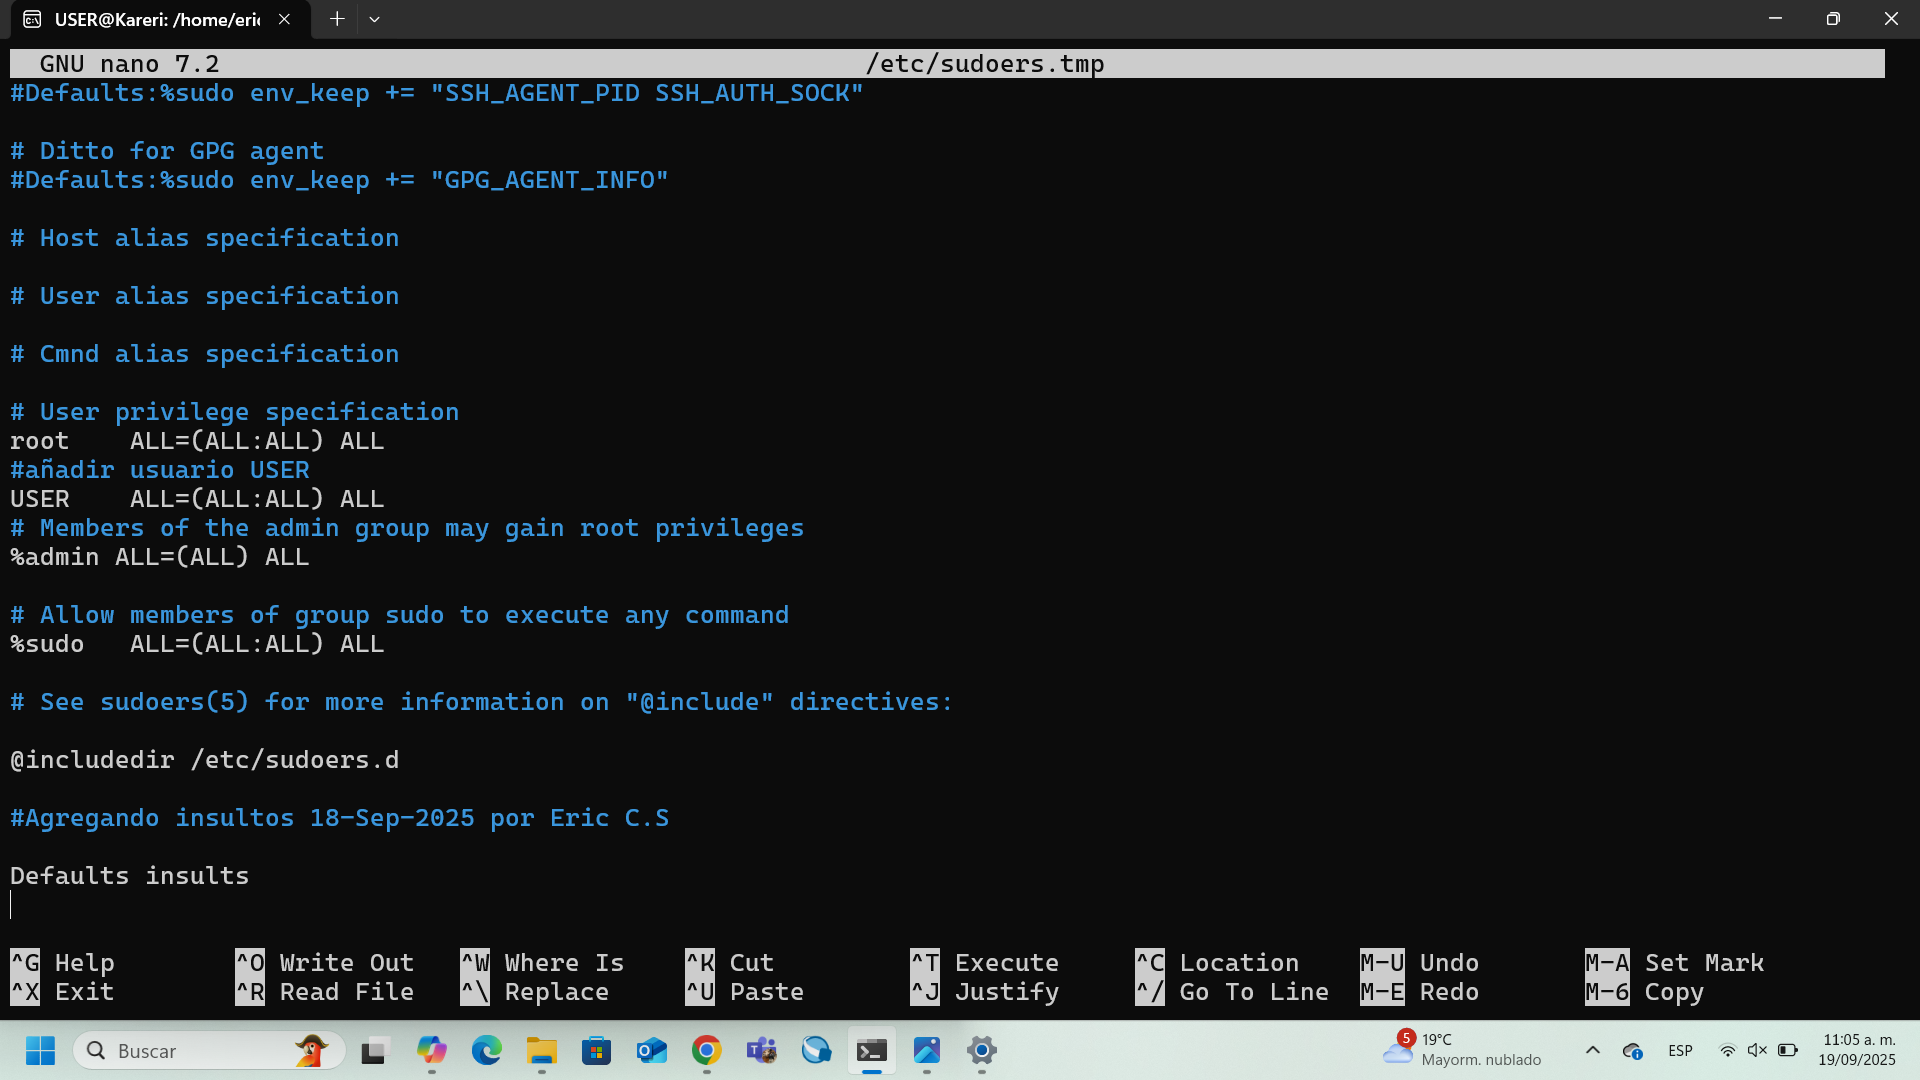 USER@Kareri: /home/eric
GNU nano 7.2 /etc/sudoers.tmp
#Defaults:%sudo env_keep += "SSH_AGENT_PID SSH_AUTH_SOCK"
# Ditto for GPG agent
#Defaults:%sudo env_keep += "GPG_AGENT_INFO"
# Host alias specification
# User alias specification
# Cmnd alias specification
# User privilege specification
root    ALL=(ALL:ALL) ALL
#añadir usuario USER
USER    ALL=(ALL:ALL) ALL
# Members of the admin group may gain root privileges
%admin ALL=(ALL) ALL
# Allow members of group sudo to execute any command
%sudo   ALL=(ALL:ALL) ALL
# See sudoers(5) for more information on "@include" directives:
@includedir /etc/sudoers.d
#Agregando insultos 18-Sep-2025 por Eric C.S
Defaults insults
^G Help ^O Write Out ^W Where Is ^K Cut ^T Execute ^C Location M-U Undo M-A Set Mark
^X Exit ^R Read File ^\ Replace ^U Paste ^J Justify ^/ Go To Line M-E Redo M-6 Copy
Buscar
5
19°C
Mayorm. nublado
ESP
11:05 a. m.
19/09/2025